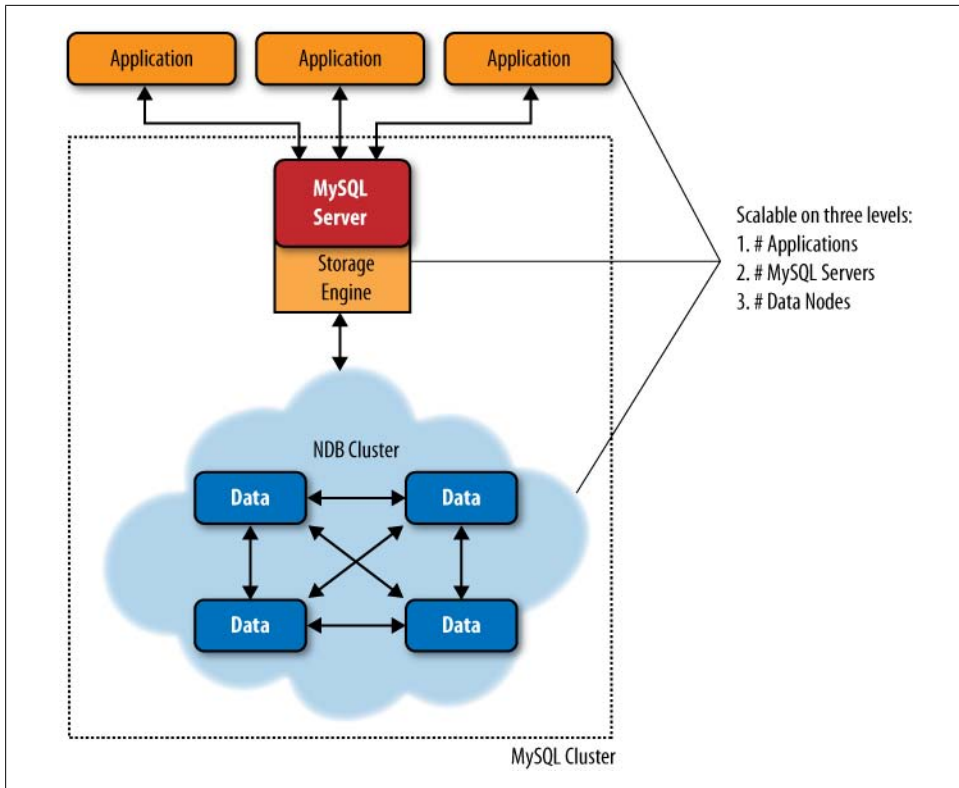 Application
Application
Application
MySQL
Server
Storage
Engine
Scalable on three levels:
1. # Applications
2. # MySQL Servers
3. # Data Nodes
NDB Cluster
Data
Data
Data
Data
MySQL Cluster